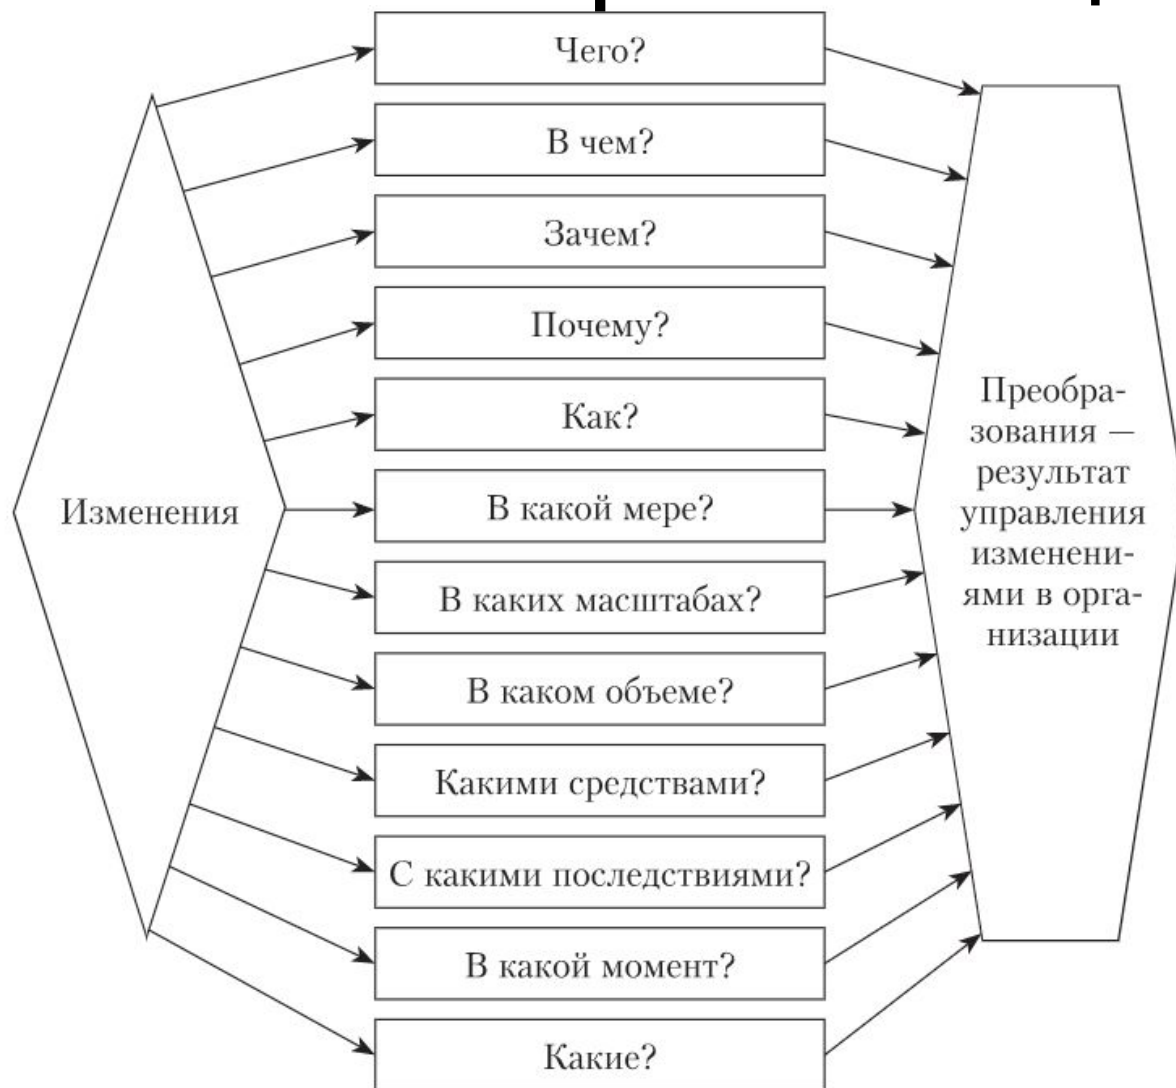 Чего?
В чем?
Зачем?
Почему?
Как?
Изменения
В какой мере?
В каких масштабах?
В каком объеме?
Какими средствами?
С какими последствиями?
В какой момент?
Какие?
Преобра-
зования —
результат
управления
изменени-
ями в орга-
низации